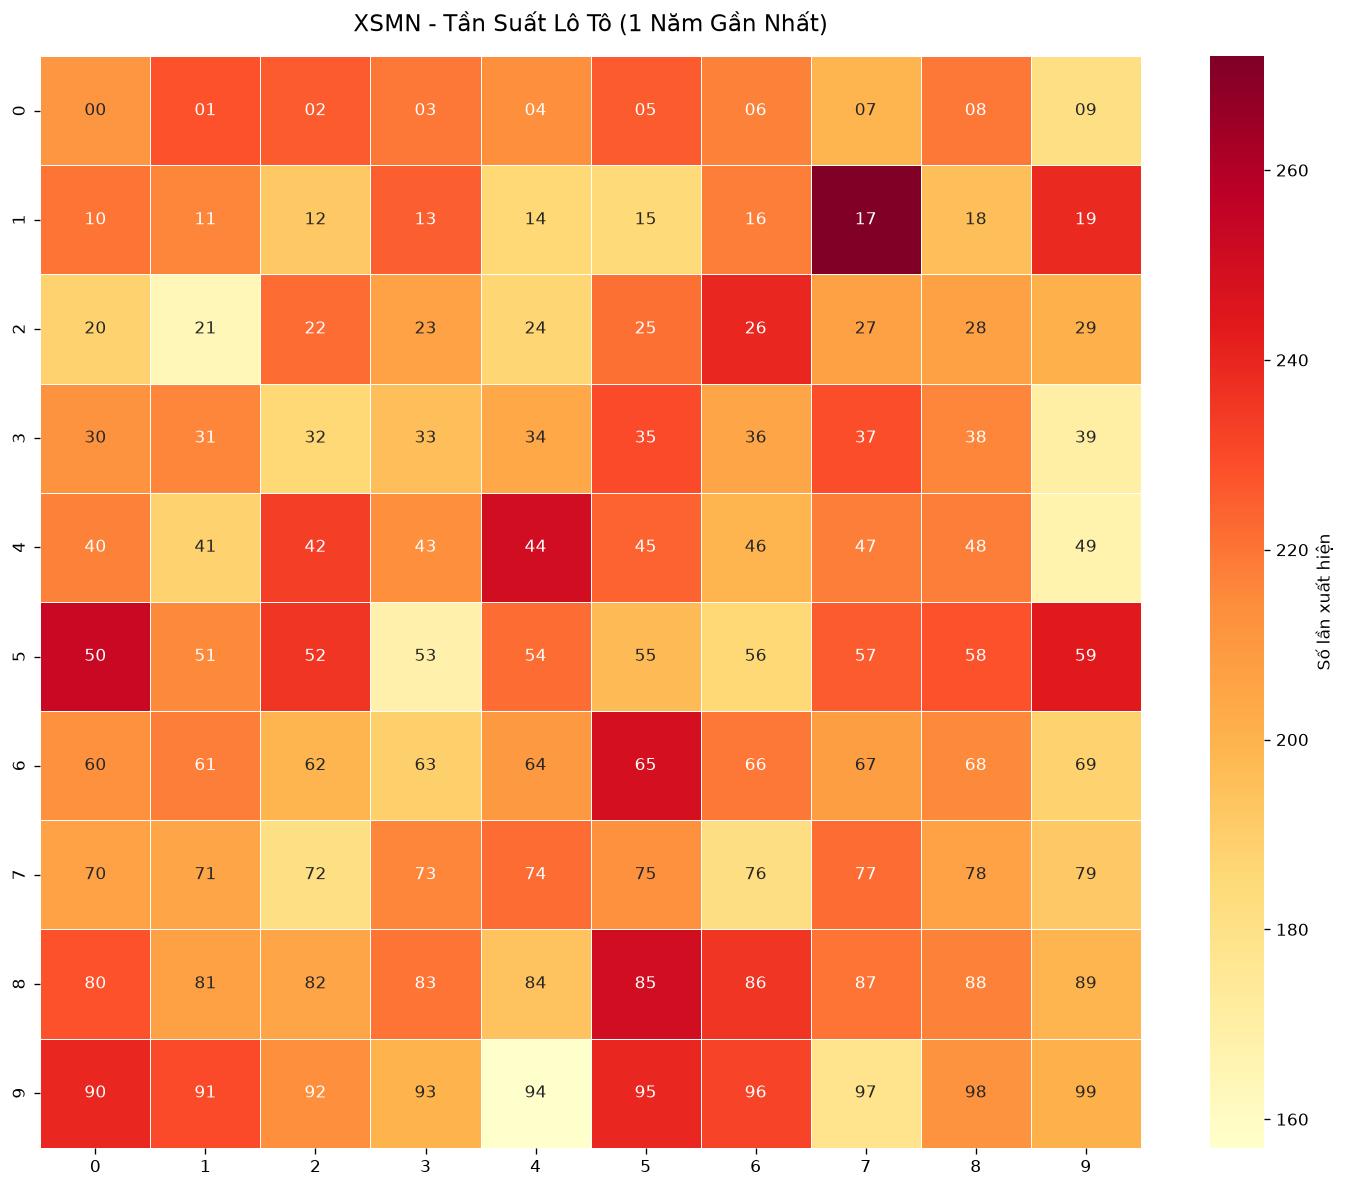 XSMN - Tần Suất Lô Tô (1 Năm Gần Nhất)
0 00 01 02 03 04 05 06 07 08 09
1 10 11 12 13 14 15 16 17 18 19
2 20 21 22 23 24 25 26 27 28 29
3 30 31 32 33 34 35 36 37 38 39
4 40 41 42 43 44 45 46 47 48 49
5 50 51 52 53 54 55 56 57 58 59
6 60 61 62 63 64 65 66 67 68 69
7 70 71 72 73 74 75 76 77 78 79
8 80 81 82 83 84 85 86 87 88 89
9 90 91 92 93 94 95 96 97 98 99
0 1 2 3 4 5 6 7 8 9
260
240
220
200
180
160
Số lần xuất hiện